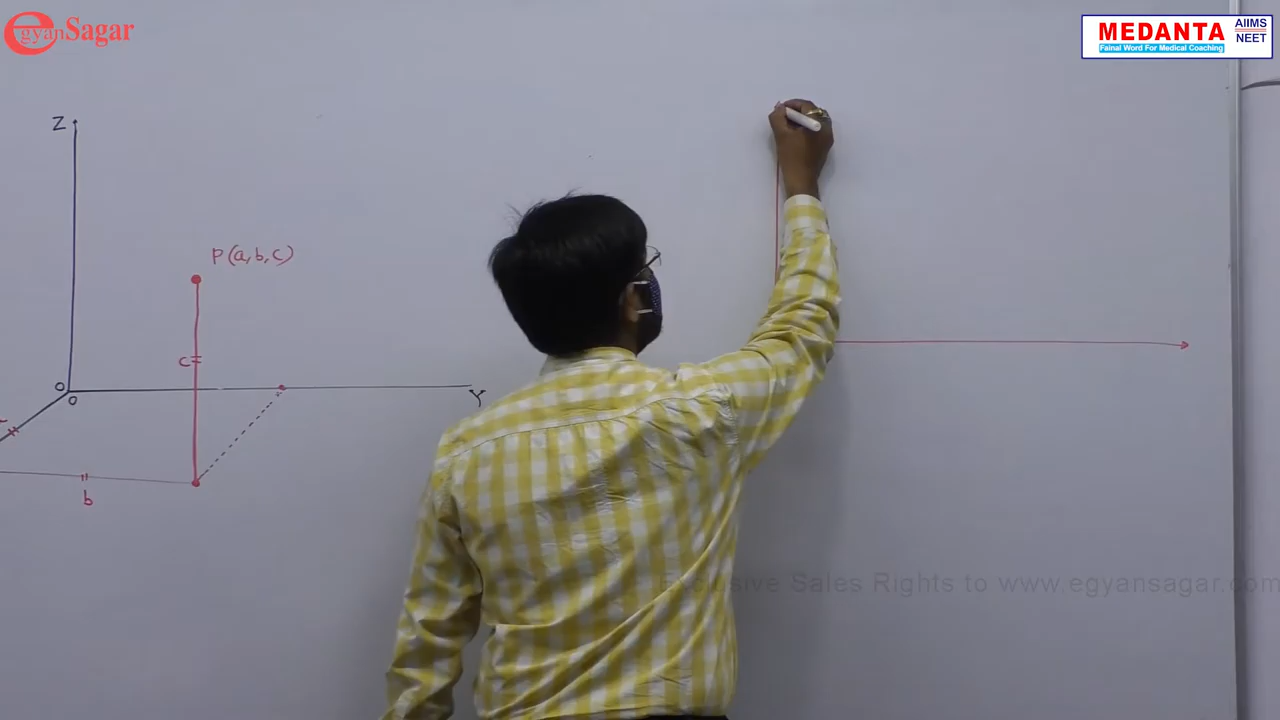 egyanSagar
MEDANTA
Fainal Word For Medical Coaching
AIIMS
NEET
Z
P(a,b,c)
c
O
O
Y
b
Exclusive Sales Rights to www.egyansagar.com